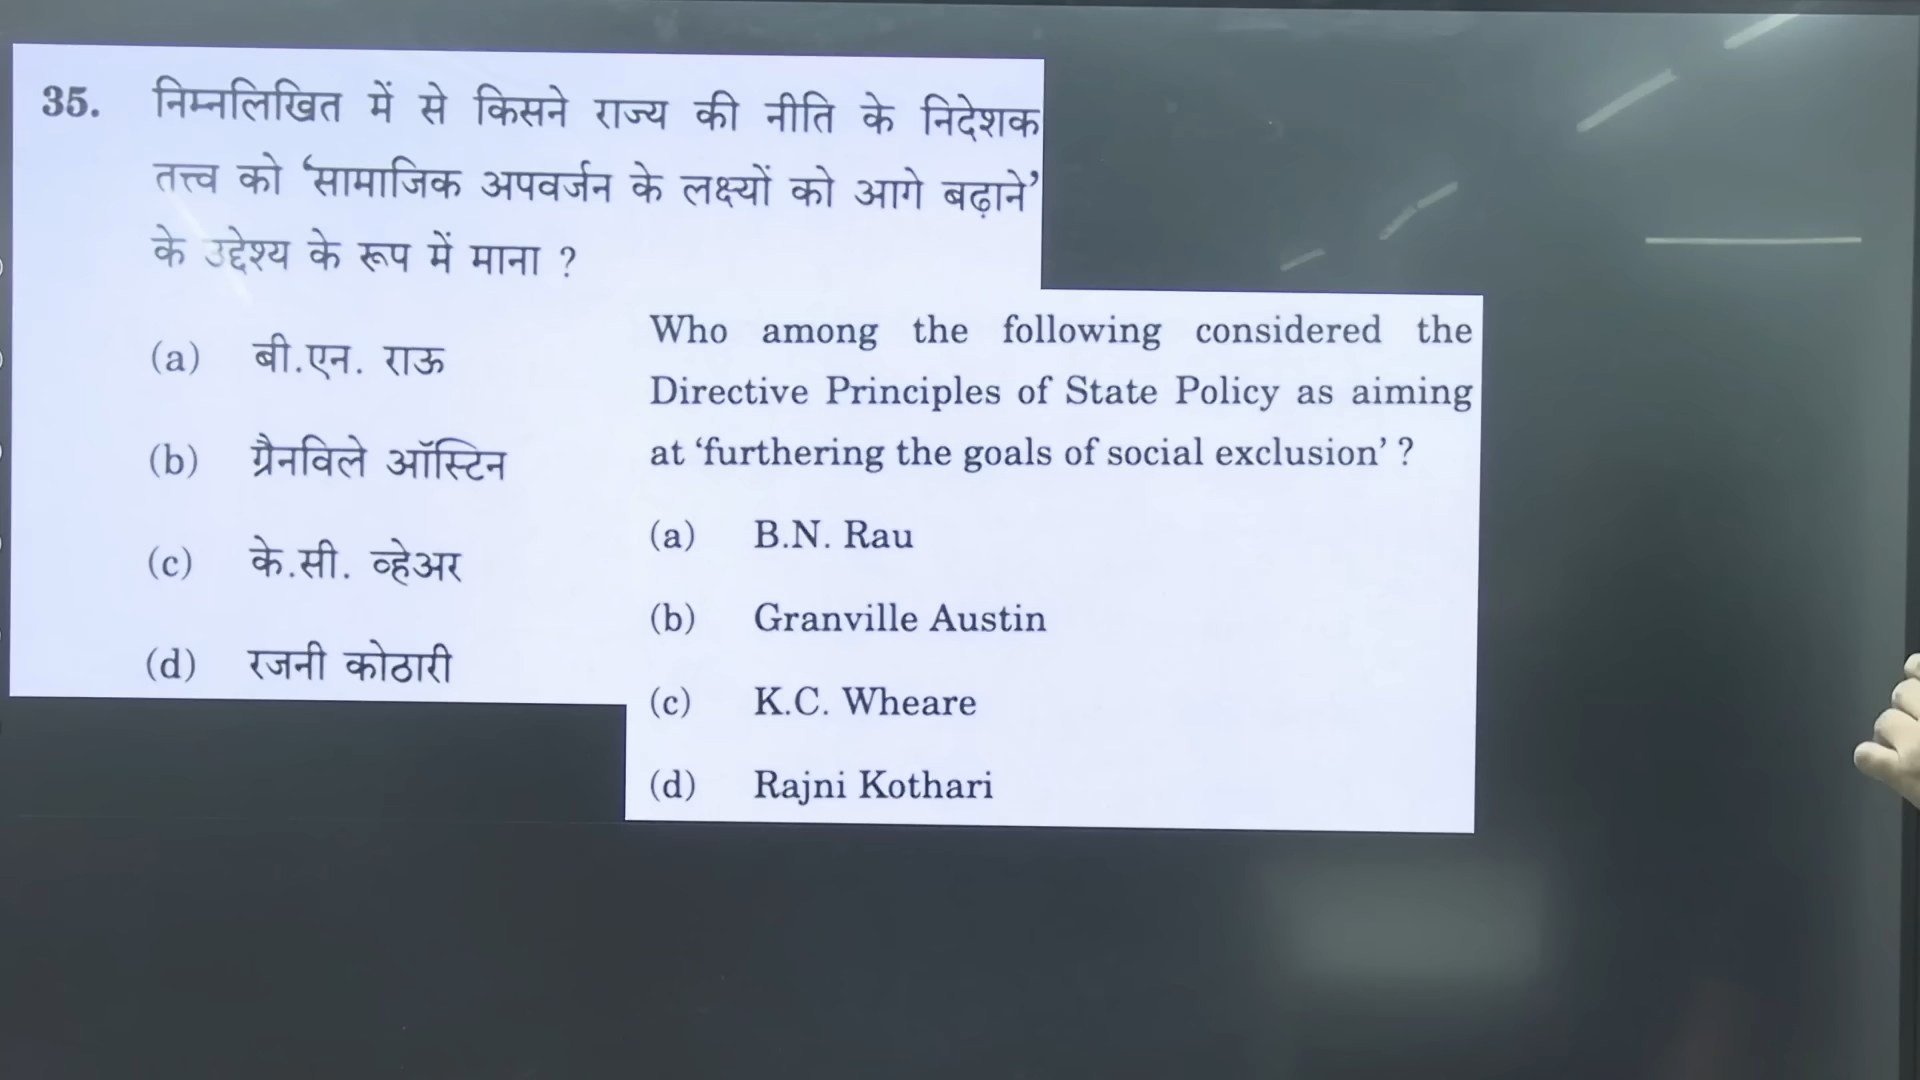 35. निम्नलिखित में से किसने राज्य की नीति के निदेशक
तत्त्व को ‘सामाजिक अपवर्जन के लक्ष्यों को आगे बढ़ाने’
के उद्देश्य के रूप में माना ?
(a) बी.एन. राऊ
(b) ग्रैनविले ऑस्टिन
(c) के.सी. व्हेअर
(d) रजनी कोठारी
Who among the following considered the
Directive Principles of State Policy as aiming
at ‘furthering the goals of social exclusion’ ?
(a) B.N. Rau
(b) Granville Austin
(c) K.C. Wheare
(d) Rajni Kothari